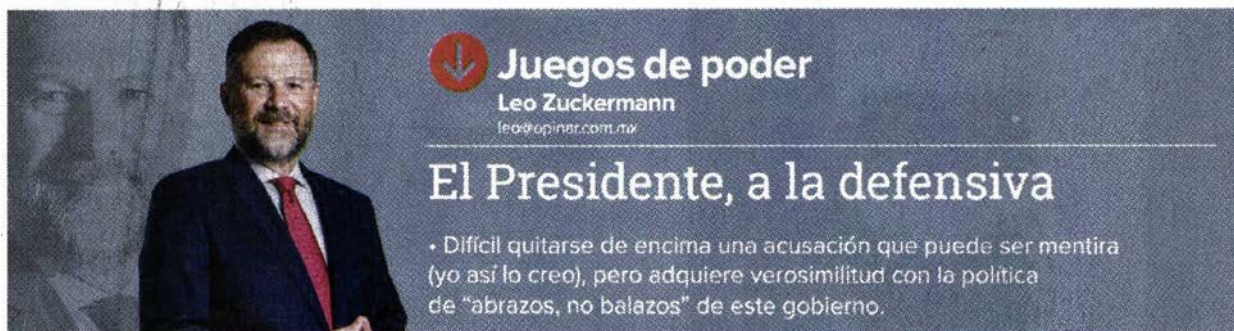 Juegos de poder
Leo Zuckermann
leo@opinar.com.mx
El Presidente, a la defensiva
• Difícil quitarse de encima una acusación que puede ser mentira
(yo así lo creo), pero adquiere verosimilitud con la política
de “abrazos, no balazos” de este gobierno.